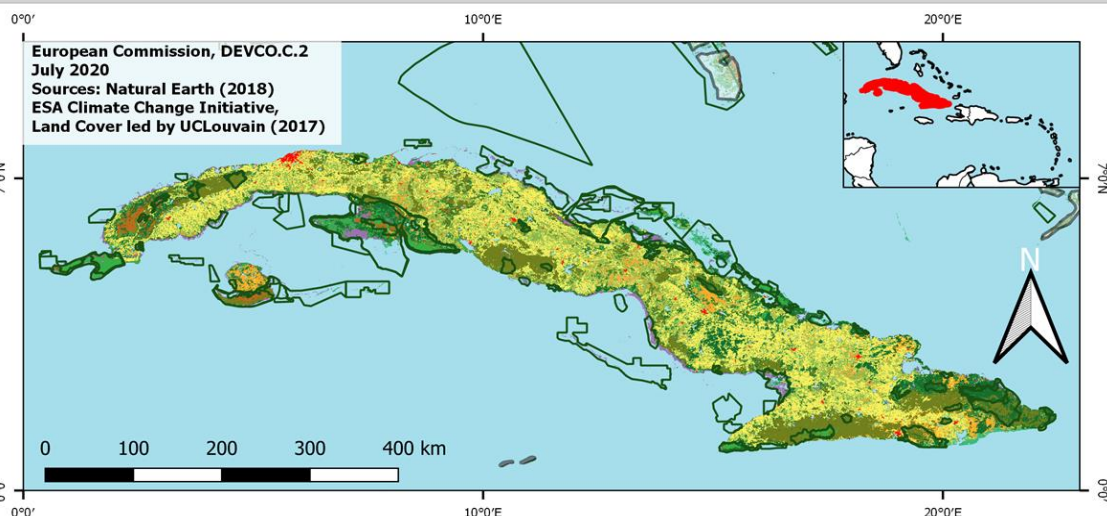 0°0' 10°0'E 20°0'E
European Commission, DEVCO.C.2
July 2020
Sources: Natural Earth (2018)
ESA Climate Change Initiative,
Land Cover led by UCLouvain (2017)
N
0 100 200 300 400 km
0°0' 10°0'E 20°0'E